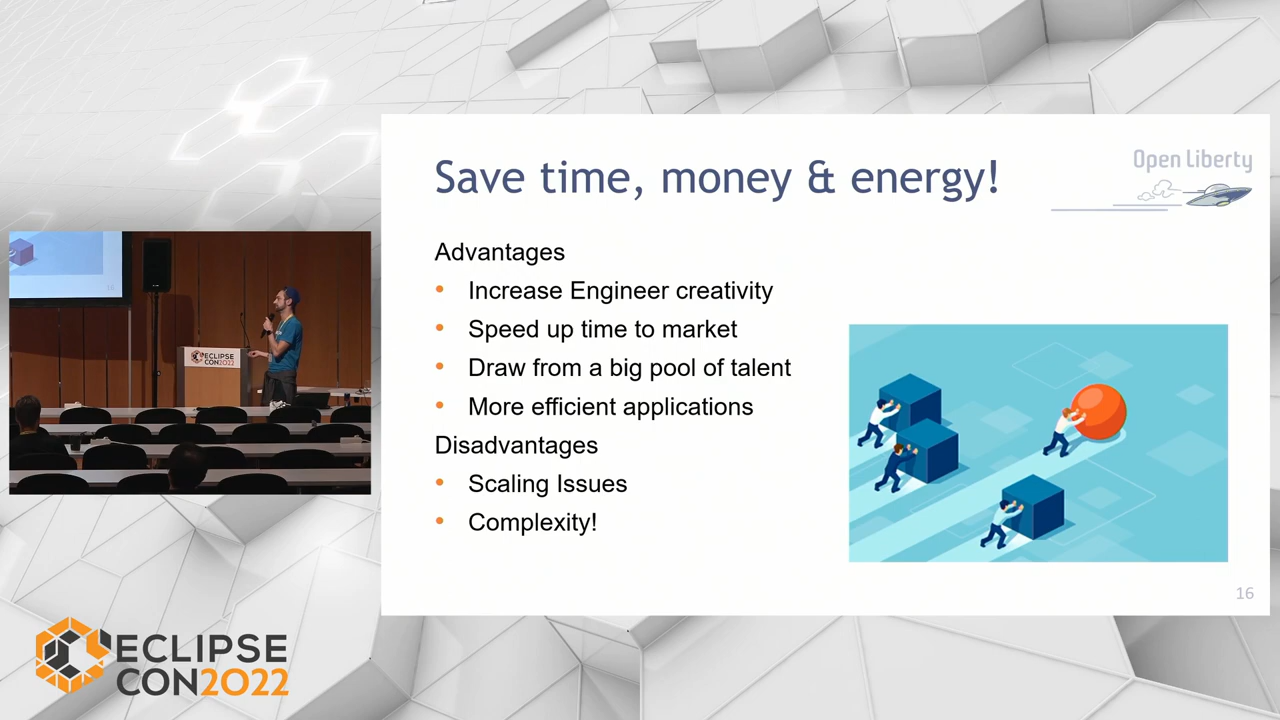 Save time, money & energy!
Open Liberty
Advantages
• Increase Engineer creativity
• Speed up time to market
• Draw from a big pool of talent
• More efficient applications
Disadvantages
• Scaling Issues
• Complexity!
16
ECLIPSE
CON2022
ECLIPSE
CON2022